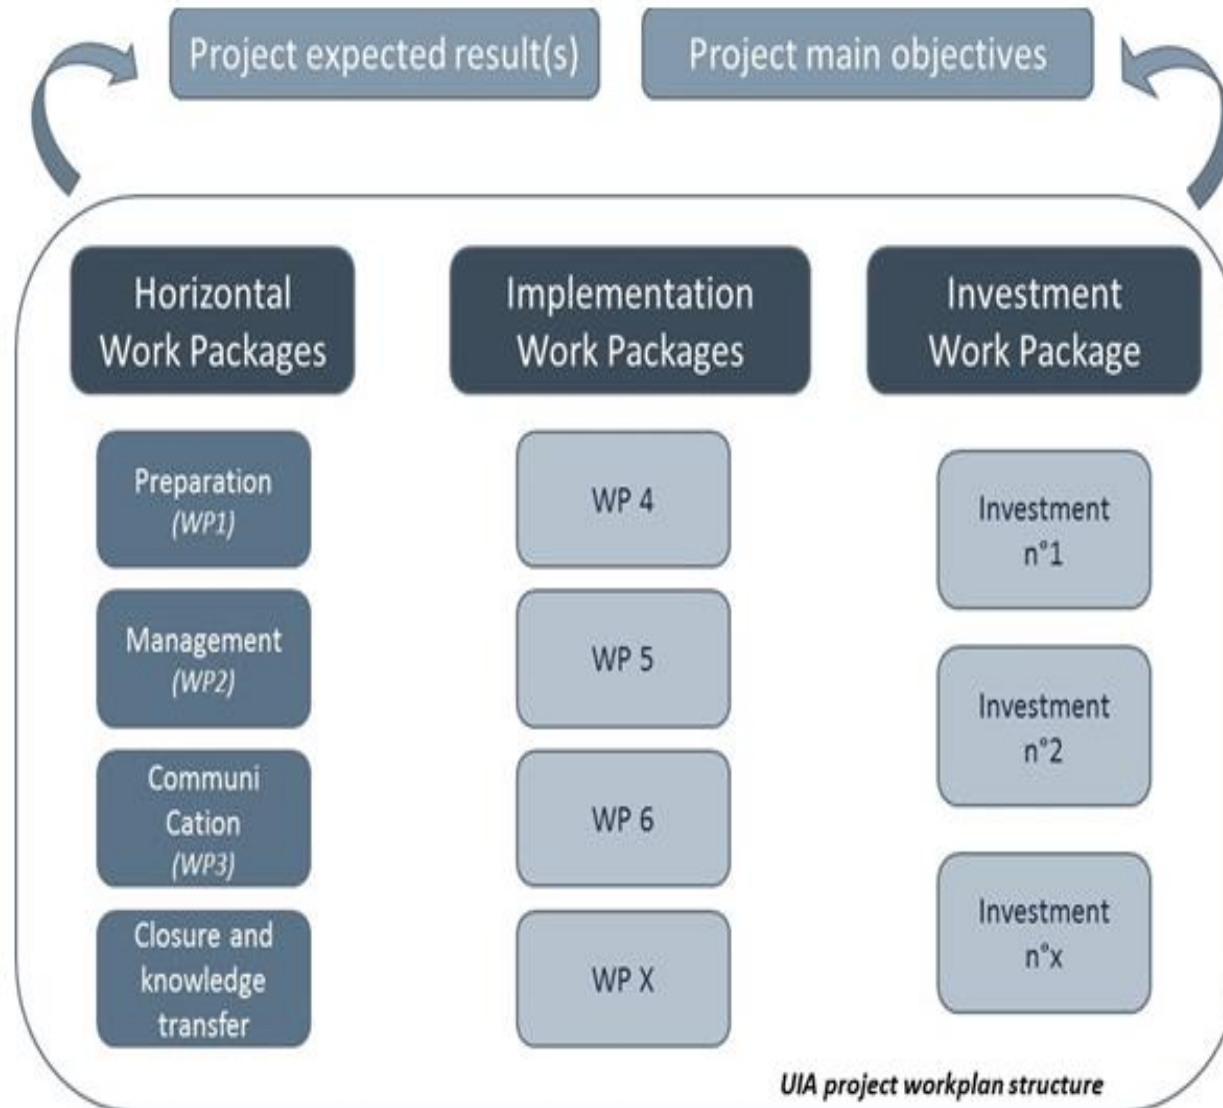 Project expected result(s)
Project main objectives
Horizontal
Work Packages
Implementation
Work Packages
Investment
Work Package
Preparation
(WP1)
Management
(WP2)
Communi
Cation
(WP3)
Closure and
knowledge
transfer
WP 4
WP 5
WP 6
WP X
Investment
n°1
Investment
n°2
Investment
n°x
UIA project workplan structure